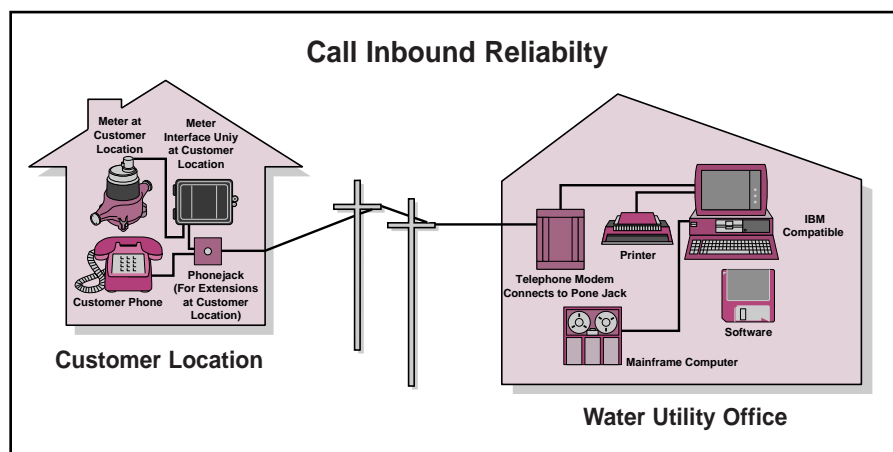 Call Inbound Reliabilty
Meter at
Customer
Location
Meter
Interface Uniy
at Customer
Location
Customer Phone
Phonejack
(For Extensions
at Customer
Location)
Customer Location
Telephone Modem
Connects to Pone Jack
Printer
IBM
Compatible
Software
Mainframe Computer
Water Utility Office